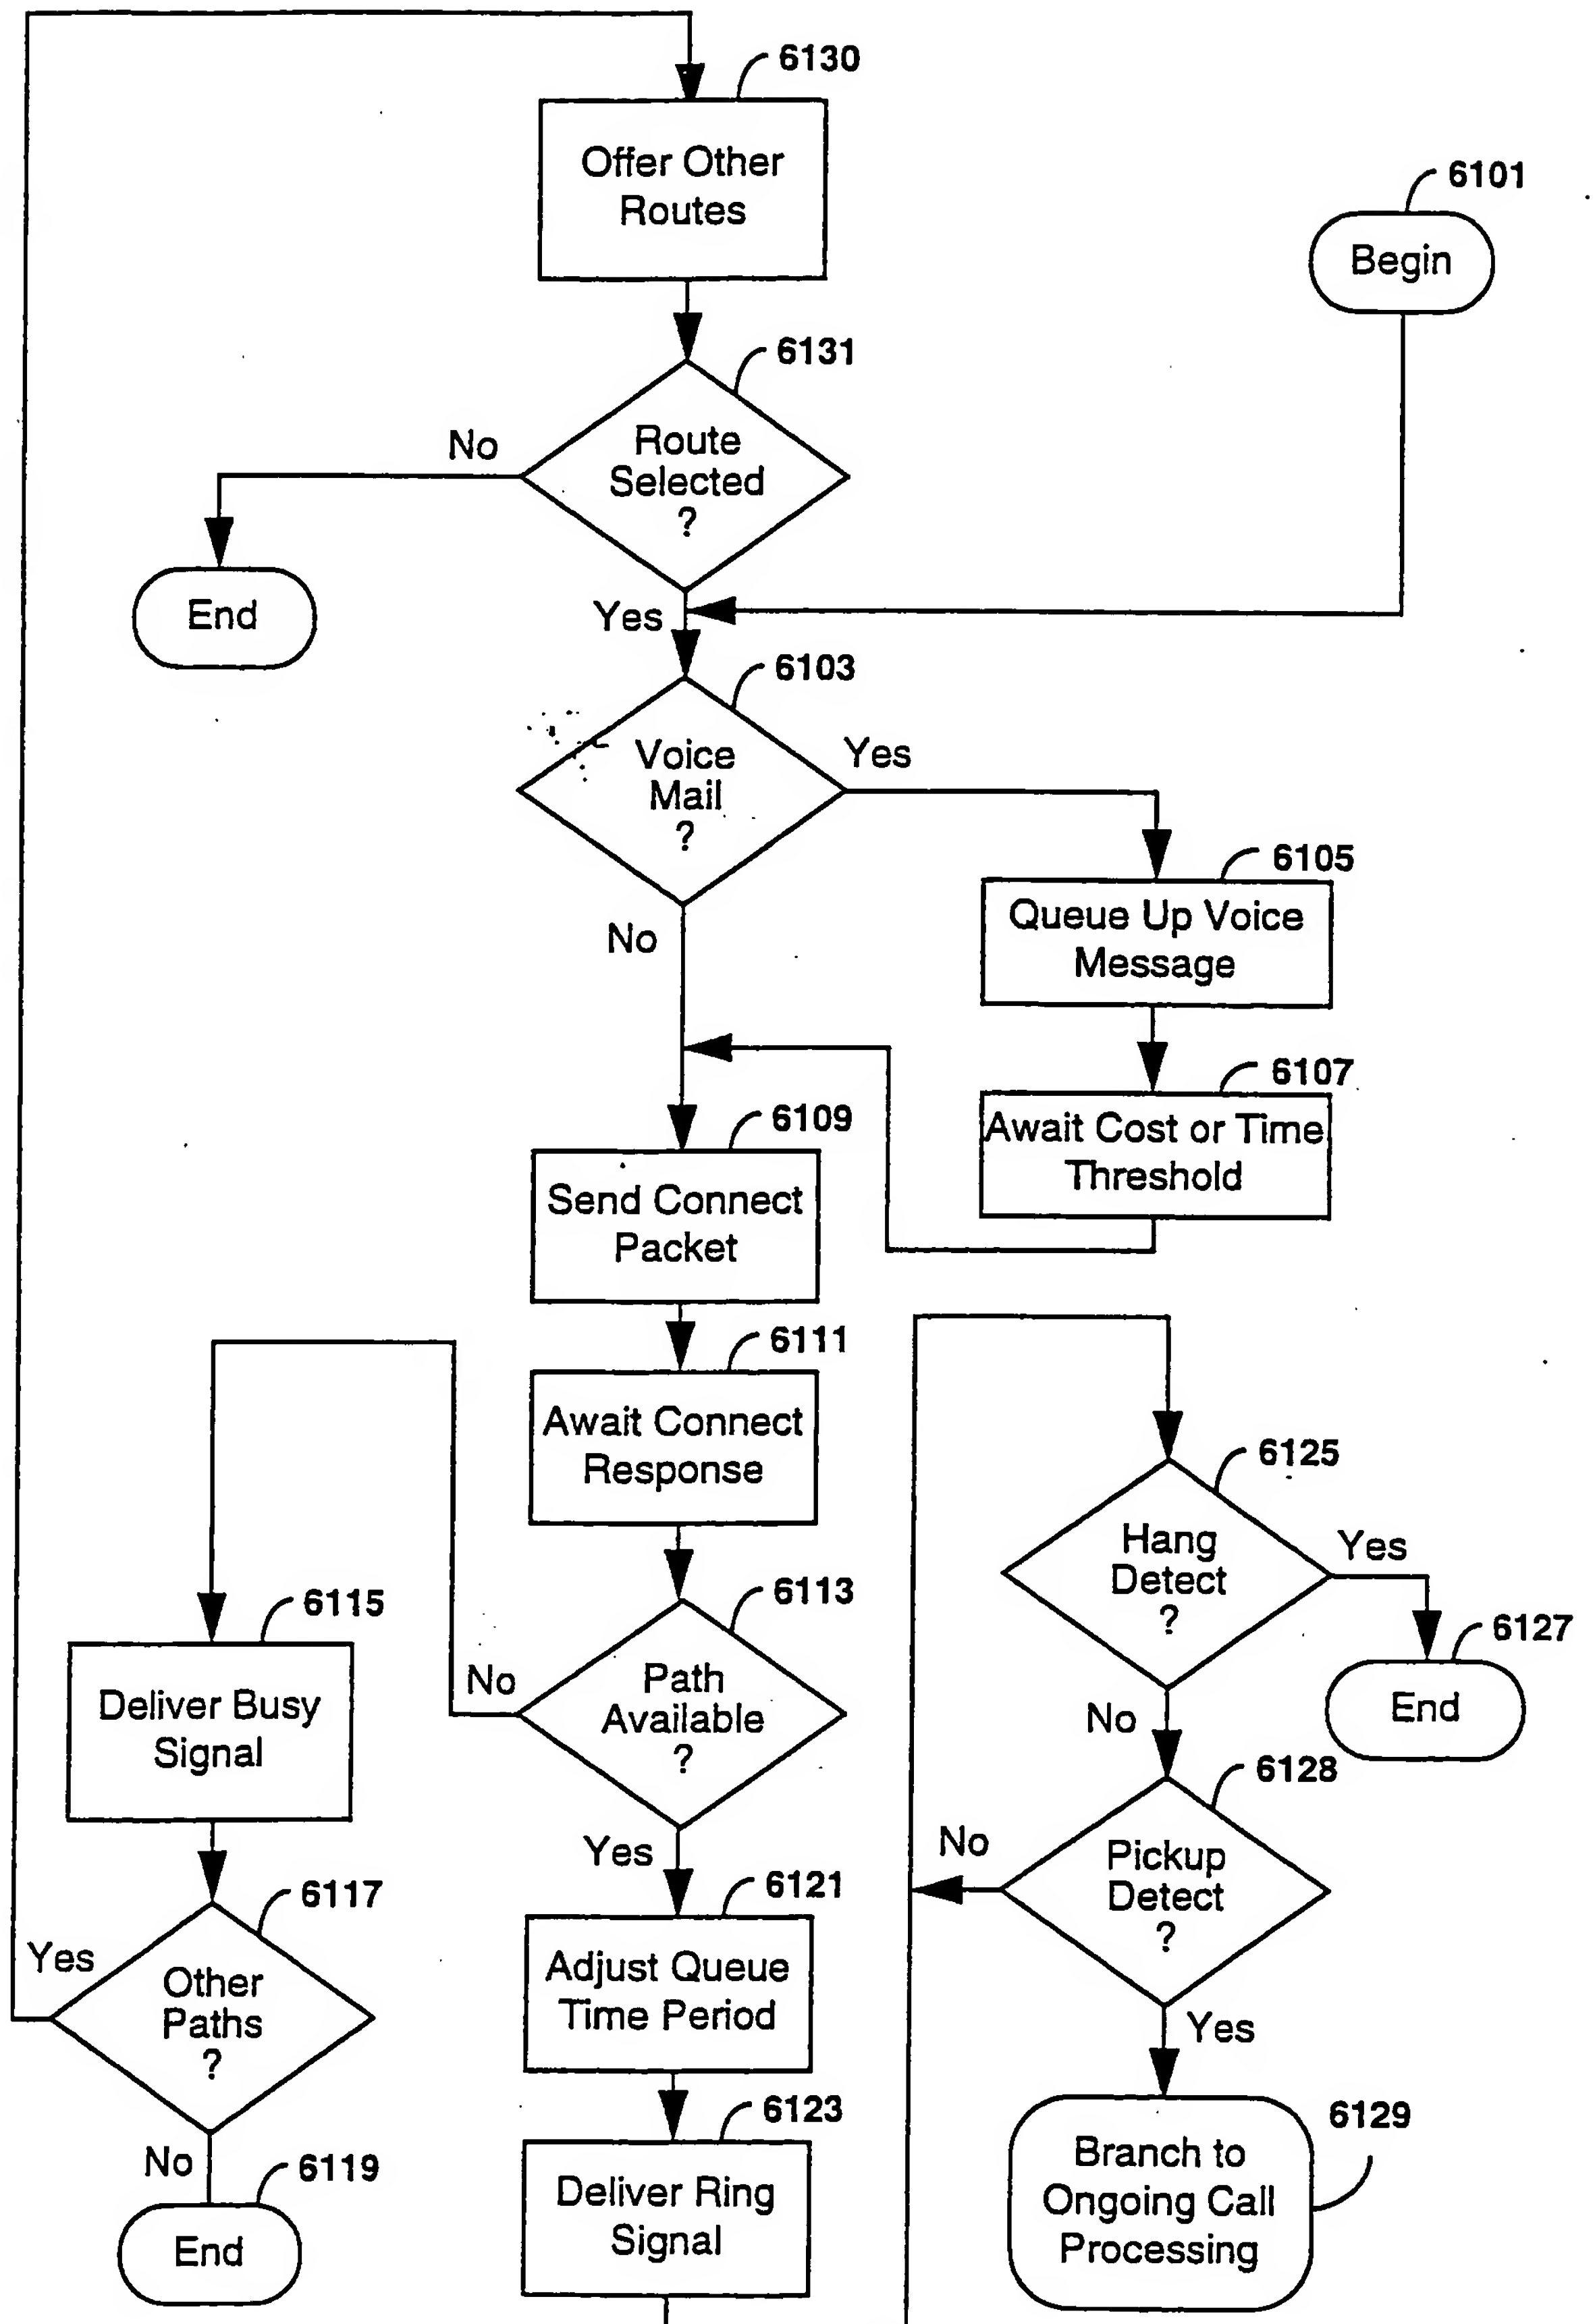 6130
Offer Other
Routes
6101
Begin
6131
Route
Selected
?
No
End
Yes
6103
Voice
Mail
?
Yes
No
6105
Queue Up Voice
Message
6107
Await Cost or Time
Threshold
6109
Send Connect
Packet
6111
Await Connect
Response
6113
Path
Available
?
No
Yes
6115
Deliver Busy
Signal
6117
Other
Paths
?
Yes
No
6119
End
6121
Adjust Queue
Time Period
6123
Deliver Ring
Signal
6125
Hang
Detect
?
Yes
6127
End
No
6128
Pickup
Detect
?
No
Yes
6129
Branch to
Ongoing Call
Processing